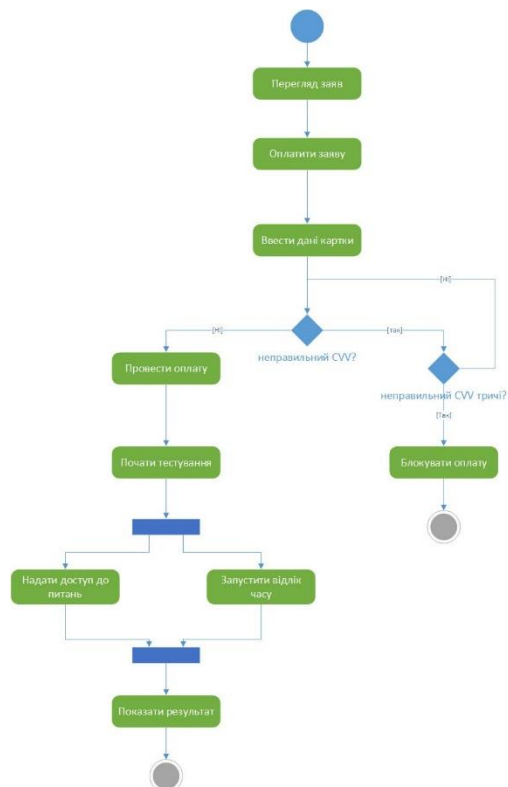 Перегляд заяв
Оплатити заяву
Ввести дані картки
[Ні]
[Ні]
[так]
неправильний CVV?
Провести оплату
неправильний CVV тричі?
[Так]
Почати тестування
Блокувати оплату
Надати доступ до
питань
Запустити відлік
часу
Показати результат